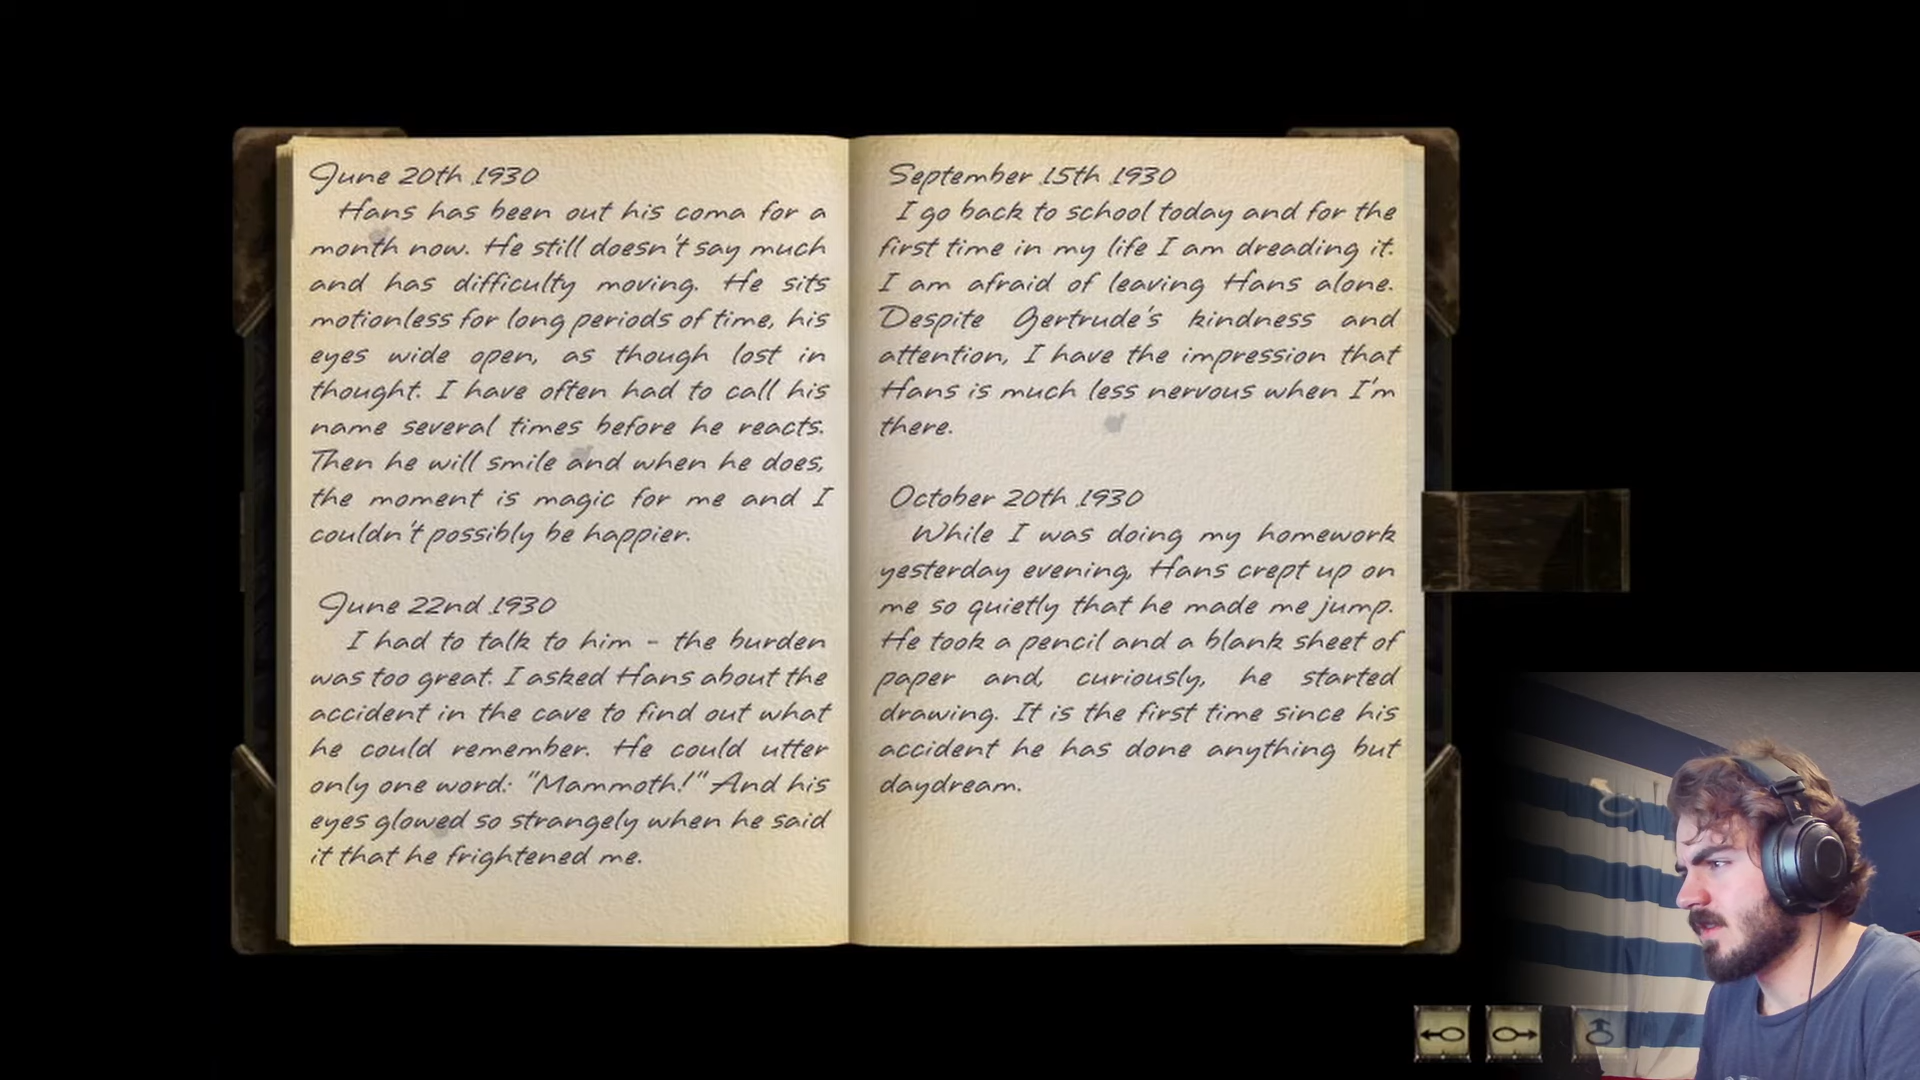 June 20th 1930
Hans has been out his coma for a
month now. He still doesn't say much
and has difficulty moving. He sits
motionless for long periods of time, his
eyes wide open, as though lost in
thought. I have often had to call his
name several times before he reacts.
Then he will smile and when he does,
the moment is magic for me and I
couldn't possibly be happier.
June 22nd 1930
I had to talk to him - the burden
was too great. I asked Hans about the
accident in the cave to find out what
he could remember. He could utter
only one word: "Mammoth!" And his
eyes glowed so strangely when he said
it that he frightened me.
September 15th 1930
I go back to school today and for the
first time in my life I am dreading it.
I am afraid of leaving Hans alone.
Despite Gertrude's kindness and
attention, I have the impression that
Hans is much less nervous when I'm
there.
October 20th 1930
While I was doing my homework
yesterday evening, Hans crept up on
me so quietly that he made me jump.
He took a pencil and a blank sheet of
paper and, curiously, he started
drawing. It is the first time since his
accident he has done anything but
daydream.